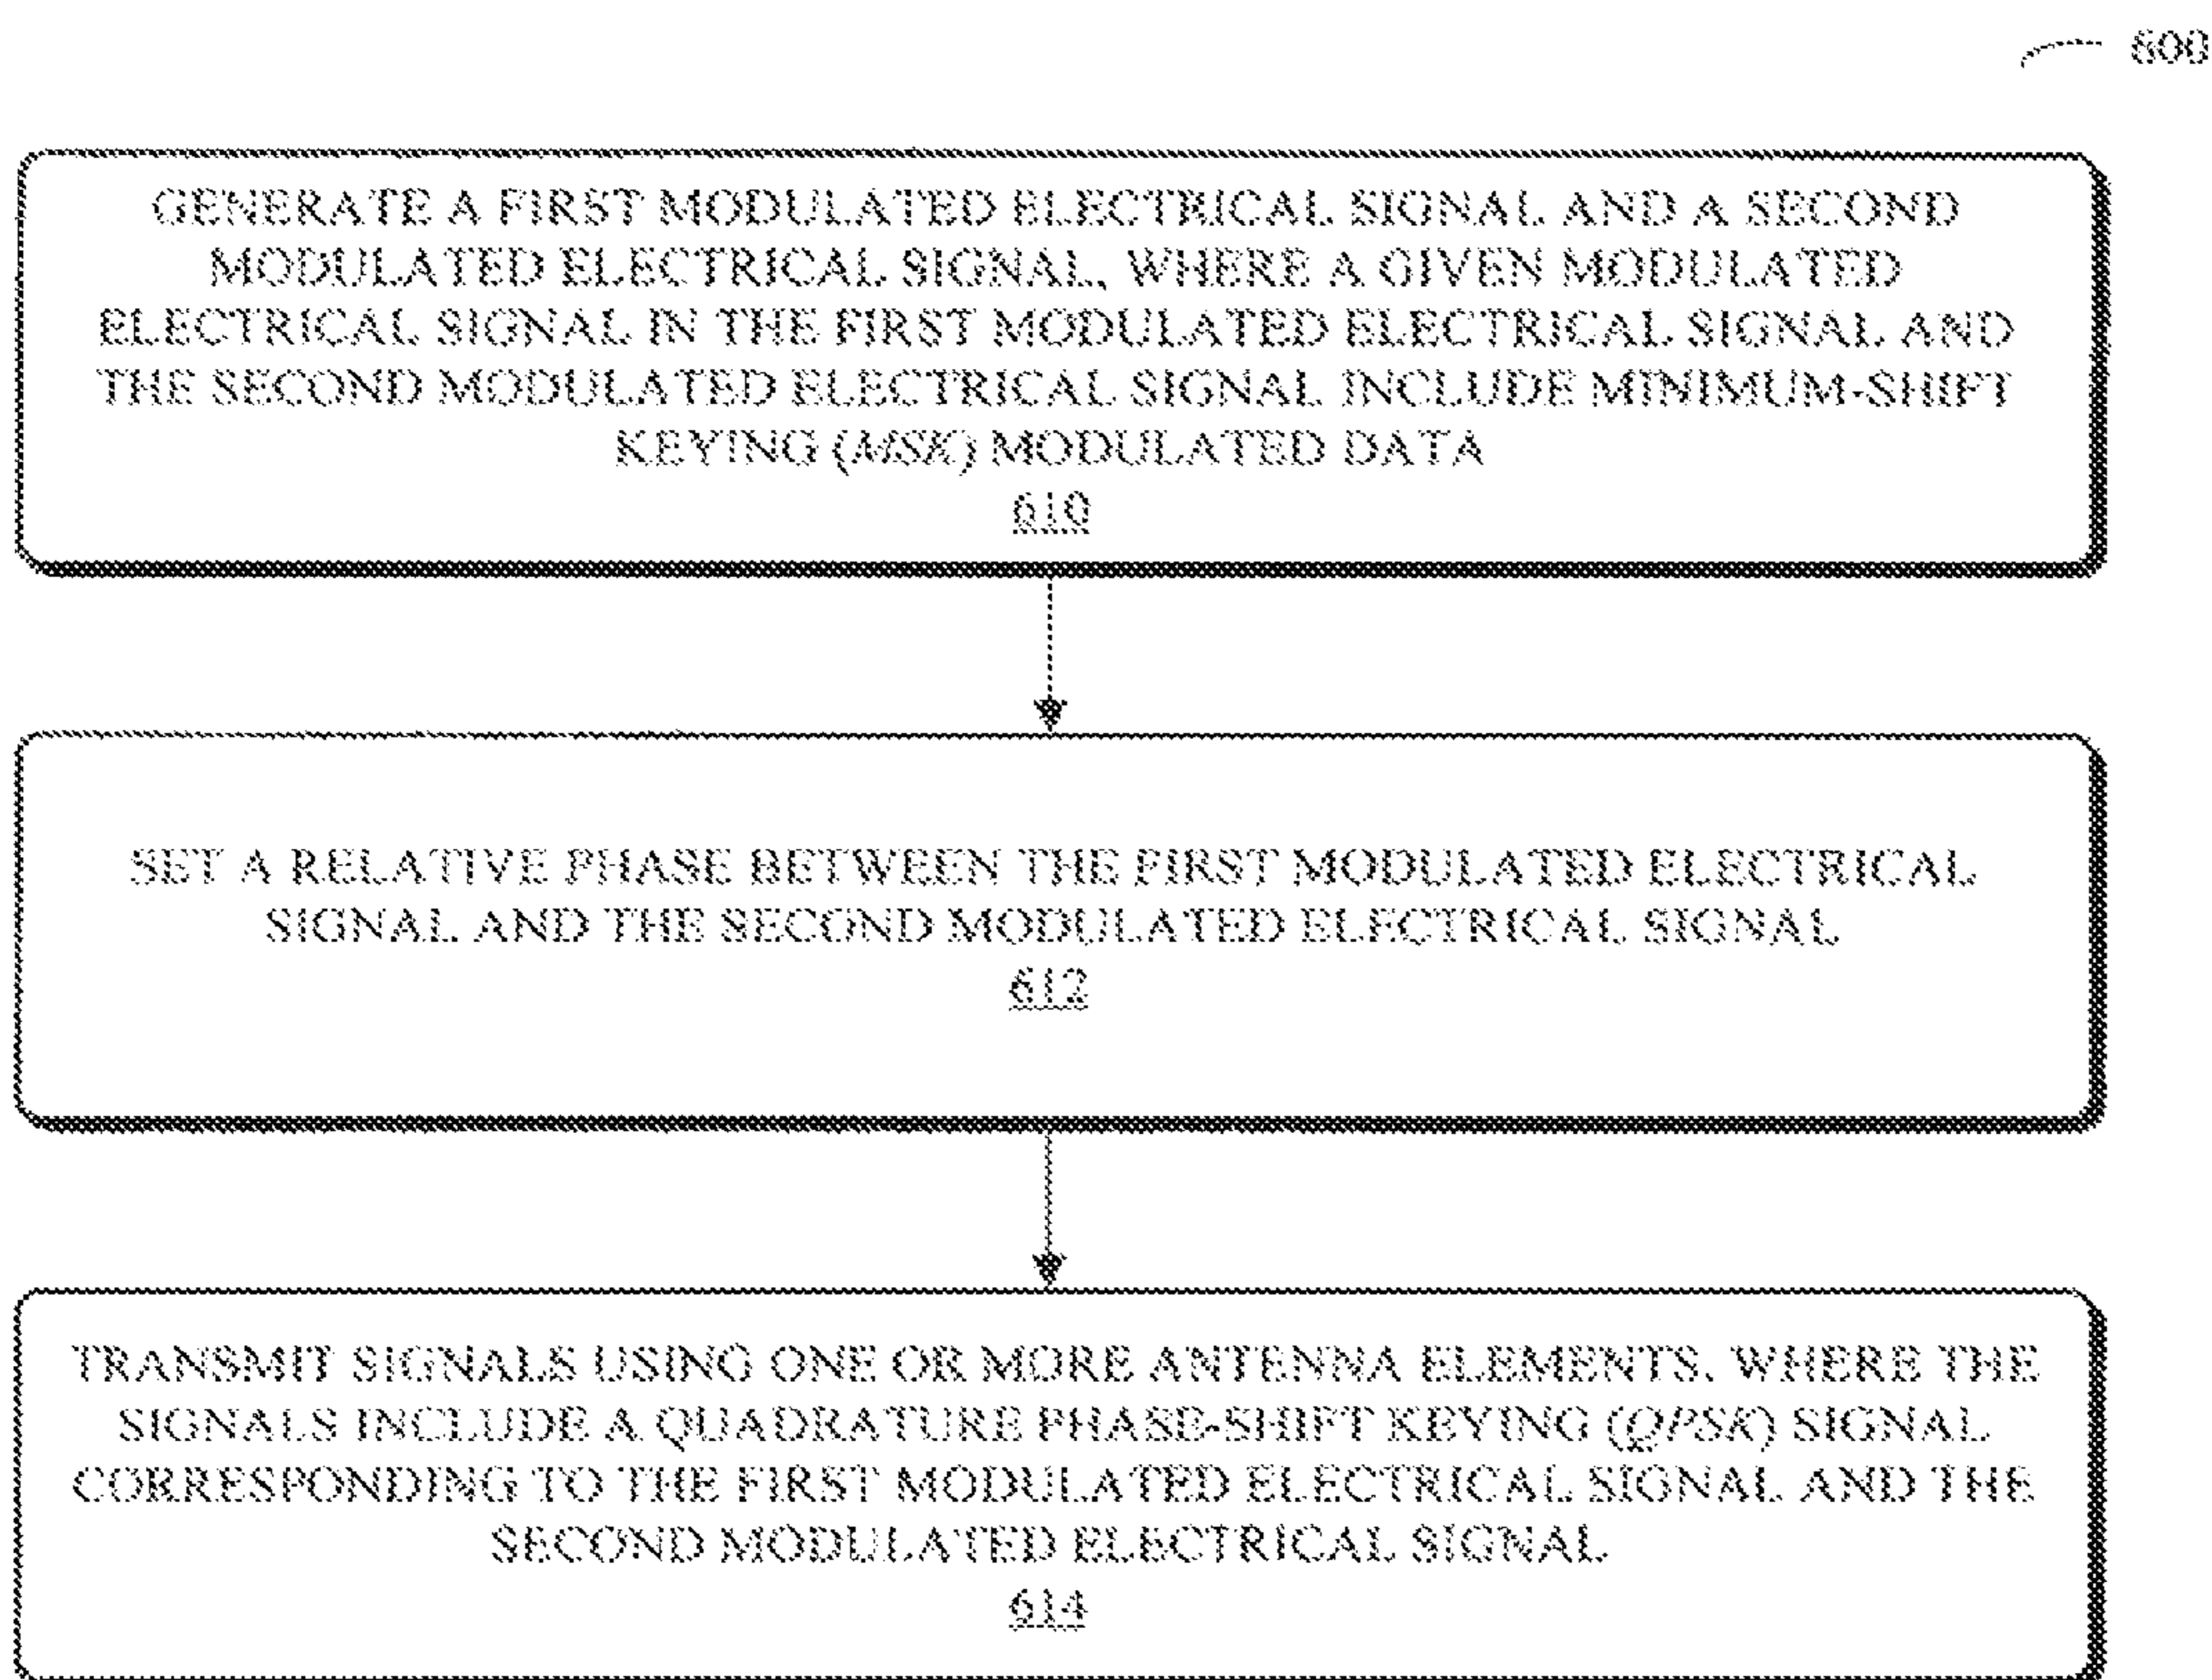 600
GENERATE A FIRST MODULATED ELECTRICAL SIGNAL AND A SECOND
MODULATED ELECTRICAL SIGNAL, WHERE A GIVEN MODULATED
ELECTRICAL SIGNAL IN THE FIRST MODULATED ELECTRICAL SIGNAL AND
THE SECOND MODULATED ELECTRICAL SIGNAL INCLUDE MINIMUM-SHIFT
KEYING (MSK) MODULATED DATA
610
SET A RELATIVE PHASE BETWEEN THE FIRST MODULATED ELECTRICAL
SIGNAL AND THE SECOND MODULATED ELECTRICAL SIGNAL
612
TRANSMIT SIGNALS USING ONE OR MORE ANTENNA ELEMENTS, WHERE THE
SIGNALS INCLUDE A QUADRATURE PHASE-SHIFT KEYING (QPSK) SIGNAL
CORRESPONDING TO THE FIRST MODULATED ELECTRICAL SIGNAL AND THE
SECOND MODULATED ELECTRICAL SIGNAL
614